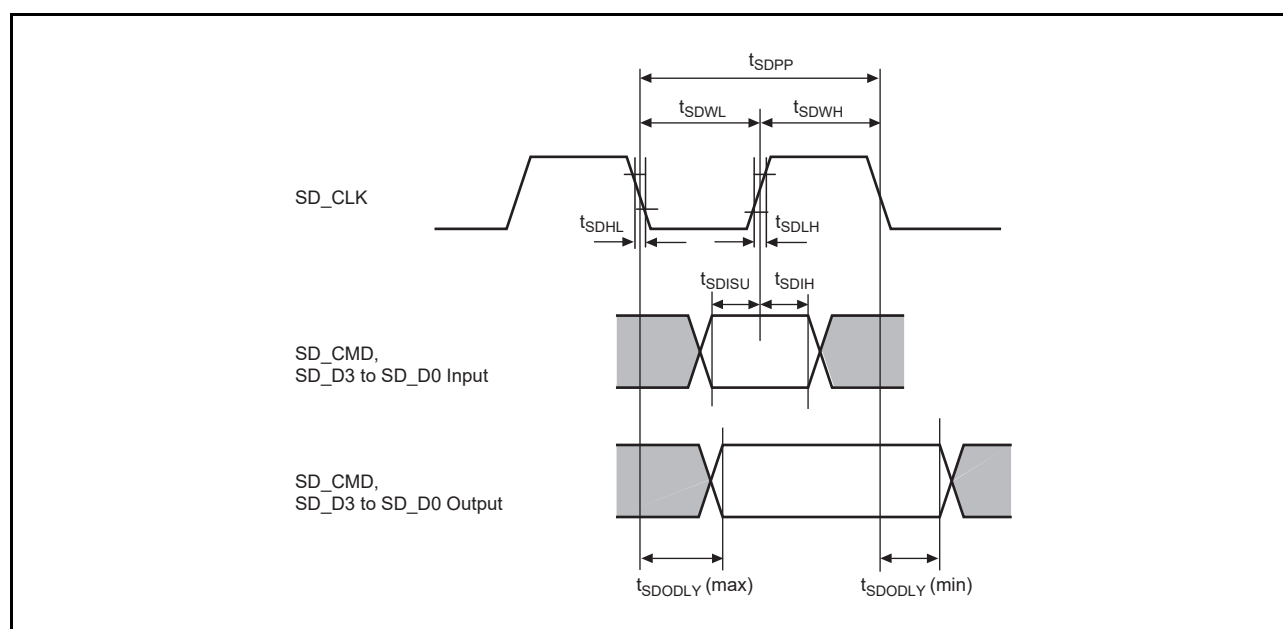 tSDPP
tSDWL tSDWH
SD_CLK
tSDHL tSDLH
tSDISU tSDIH
SD_CMD,
SD_D3 to SD_D0 Input
SD_CMD,
SD_D3 to SD_D0 Output
tSDODLY (max) tSDODLY (min)